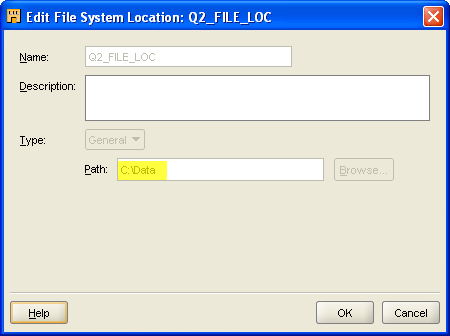 Edit File System Location: Q2_FILE_LOC
Name: Q2_FILE_LOC
Description:
Type: General
Path: C:\Data Browse...
Help OK Cancel